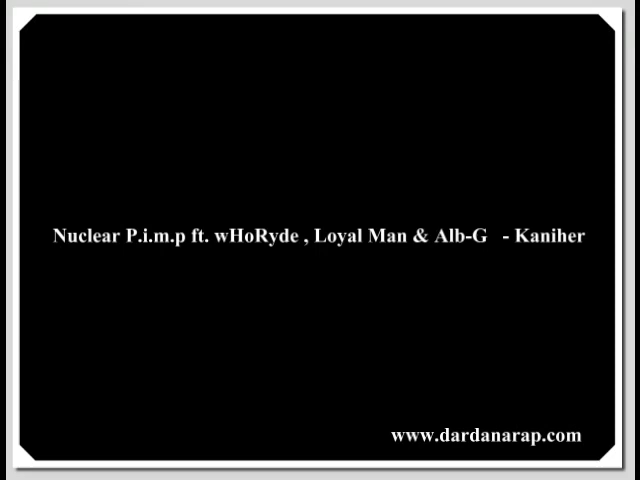 Nuclear P.i.m.p ft. wHoRyde , Loyal Man & Alb-G - Kaniher
www.dardanarap.com